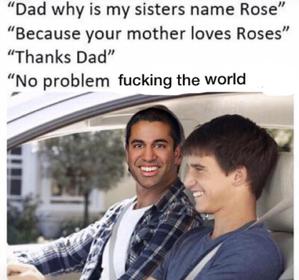 “Dad why is my sisters name Rose”
“Because your mother loves Roses”
“Thanks Dad”
“No problem fucking the world